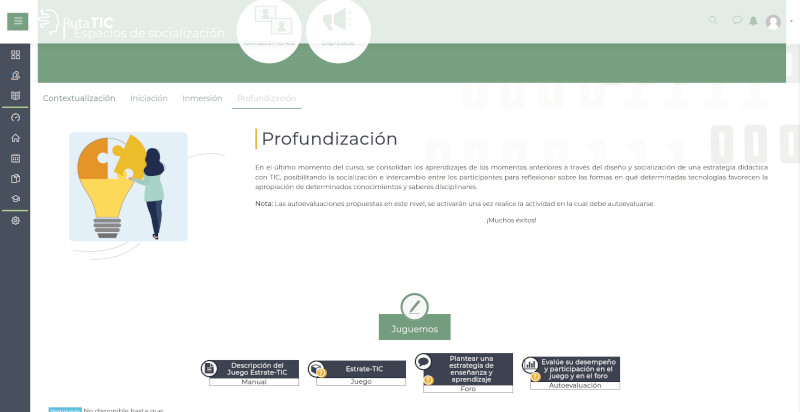 RutaTIC
Espacios de socialización
Contextualización Iniciación Inmersión Profundización
Profundización
En el último momento del curso, se consolidan los aprendizajes de los momentos anteriores a través del diseño y socialización de una estrategia didáctica
con TIC, posibilitando la socialización e intercambio entre los participantes para reflexionar sobre las formas en qué determinadas tecnologías favorecen la
apropiación de determinados conocimientos y saberes disciplinares.
Nota: Las autoevaluaciones propuestas en este nivel, se activarán una vez realice la actividad en la cual debe autoevaluarse.
¡Muchos éxitos!
Juguemos
Descripción del
Juego Estrate-TIC
Manual
Estrate-TIC
Juego
Plantear una
estrategia de
enseñanza y
aprendizaje
Foro
Evalúe su desempeño
y participación en el
juego y en el foro
Autoevaluación
No disponible hasta que: